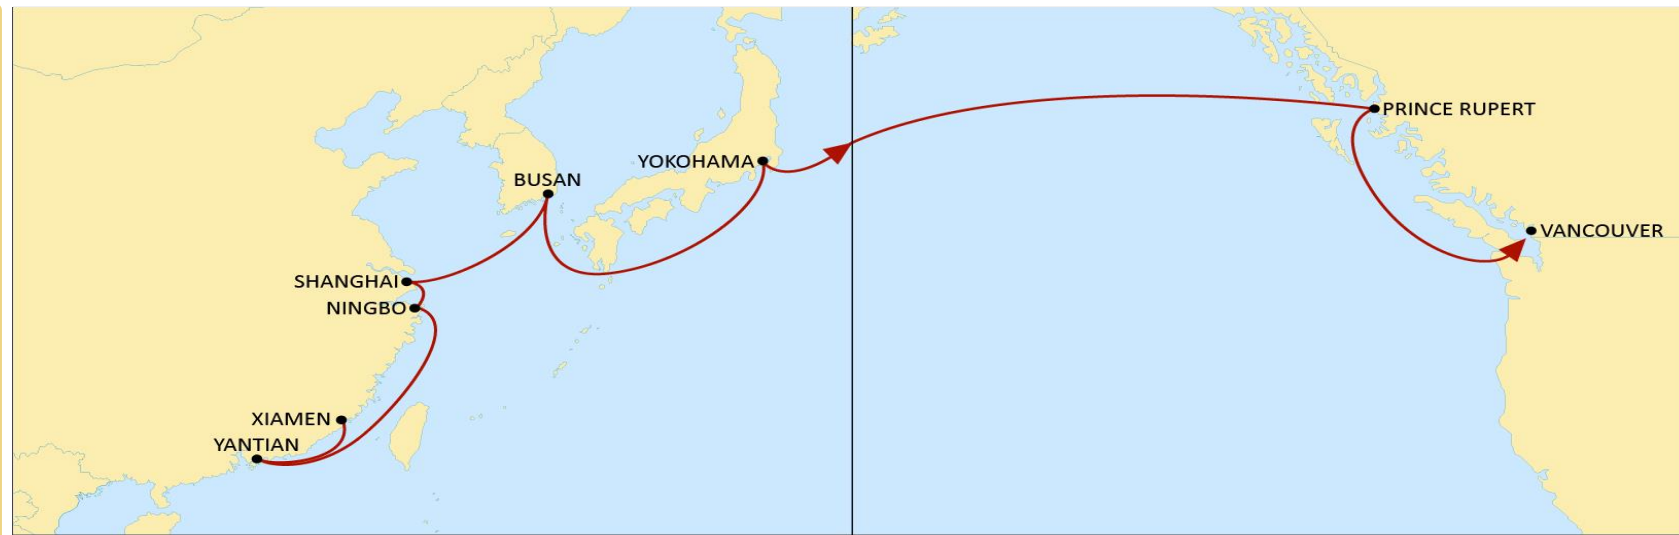 PRINCE RUPERT
YOKOHAMA
BUSAN
VANCOUVER
SHANGHAI
NINGBO
XIAMEN
YANTIAN